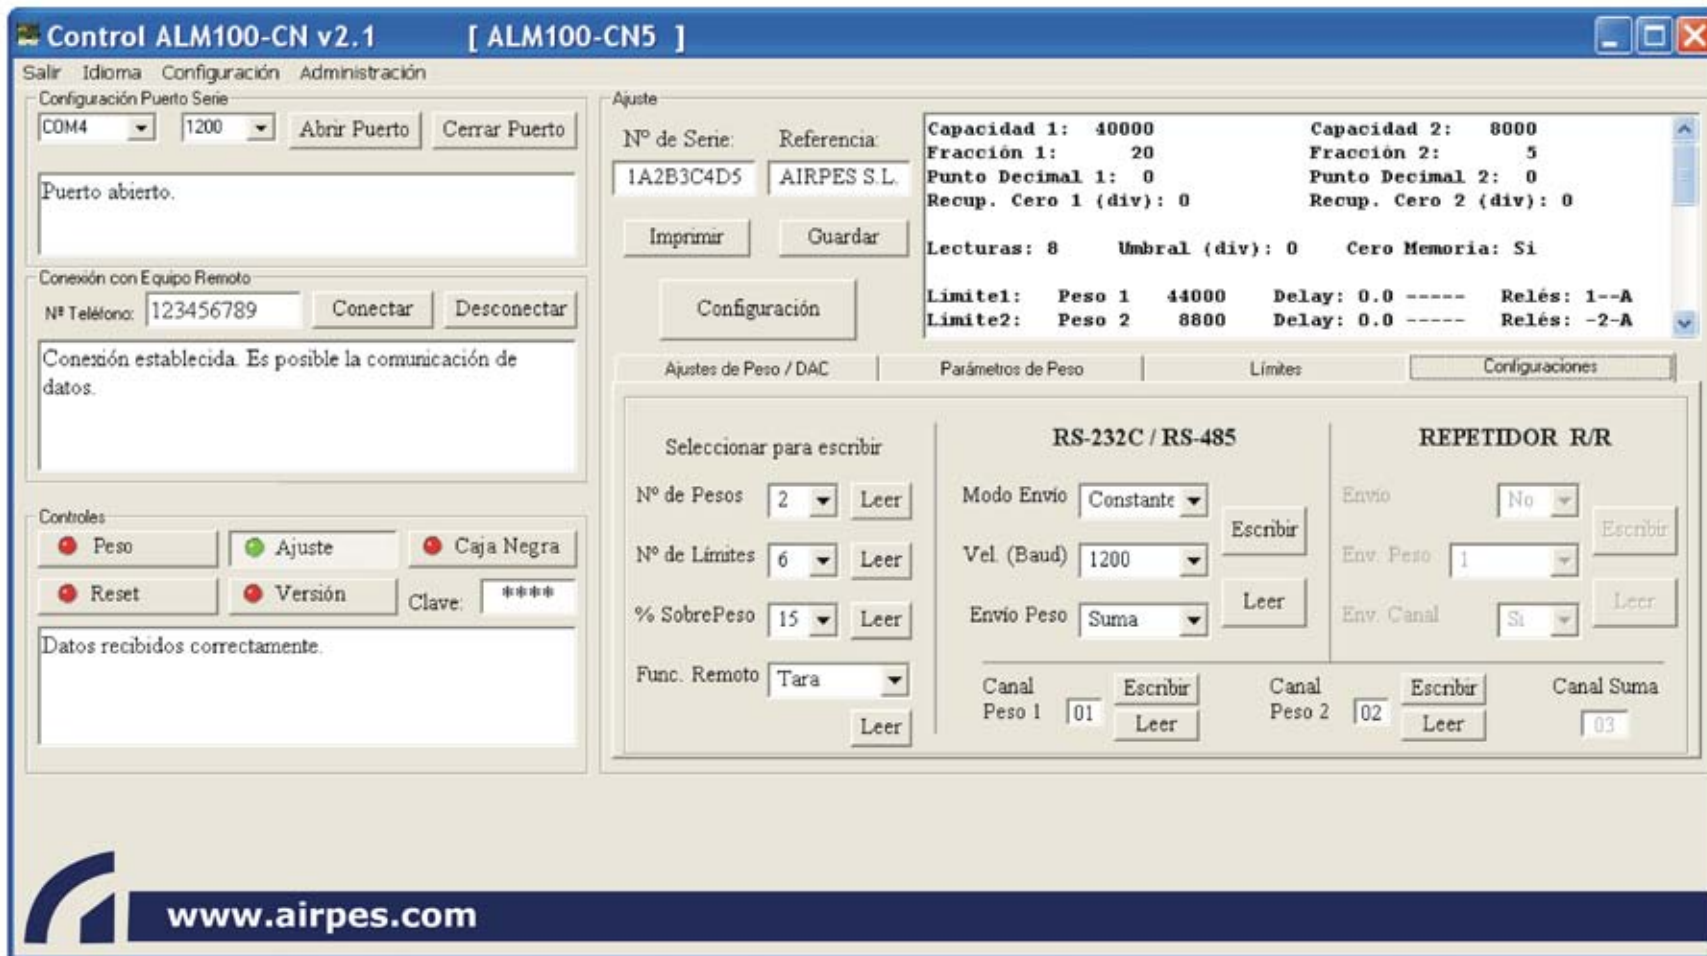 Control ALM100-CN v2.1 [ ALM100-CN5 ]
Salir Idioma Configuración Administración
Configuración Puerto Serie
COM4 1200 Abrir Puerto Cerrar Puerto
Puerto abierto.
Conexión con Equipo Remoto
Nª Teléfono: 123456789 Conectar Desconectar
Conexión establecida. Es posible la comunicación de
datos.
Controles
Peso Ajuste Caja Negra
Reset Versión Clave: ****
Datos recibidos correctamente.
Ajuste
Nº de Serie: Referencia:
1A2B3C4D5 AIRPES S.L.
Imprimir Guardar
Configuración
Capacidad 1: 40000 Capacidad 2: 8000
Fracción 1: 20 Fracción 2: 5
Punto Decimal 1: 0 Punto Decimal 2: 0
Recup. Cero 1 (div): 0 Recup. Cero 2 (div): 0
Lecturas: 8 Umbral (div): 0 Cero Memoria: Si
Límite1: Peso 1 44000 Delay: 0.0 ----- Relés: 1--A
Límite2: Peso 2 8800 Delay: 0.0 ----- Relés: -2-A
Ajustes de Peso / DAC Parámetros de Peso Límites Configuraciones
Seleccionar para escribir
Nº de Pesos 2 Leer
Nº de Límites 6 Leer
% SobrePeso 15 Leer
Func. Remoto Tara
Leer
RS-232C / RS-485
Modo Envío Constante
Vel. (Baud) 1200
Envío Peso Suma
Escribir
Leer
REPETIDOR R/R
Envío No
Env. Peso 1
Env. Canal Si
Escribir
Leer
Canal
Peso 1 01 Escribir
Leer
Canal
Peso 2 02 Escribir
Leer
Canal Suma
03
www.airpes.com